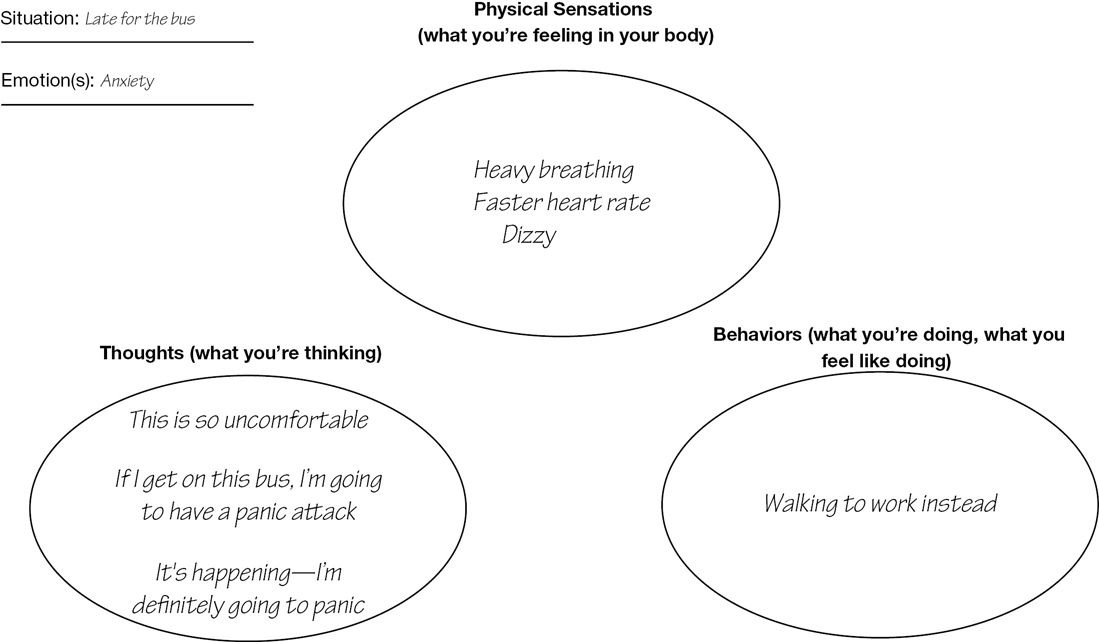 Situation: Late for the bus
Emotion(s): Anxiety
Physical Sensations
(what you’re feeling in your body)
Heavy breathing
Faster heart rate
Dizzy
Thoughts (what you’re thinking)
This is so uncomfortable
If I get on this bus, I’m going
to have a panic attack
It's happening—I’m
definitely going to panic
Behaviors (what you’re doing, what you
feel like doing)
Walking to work instead